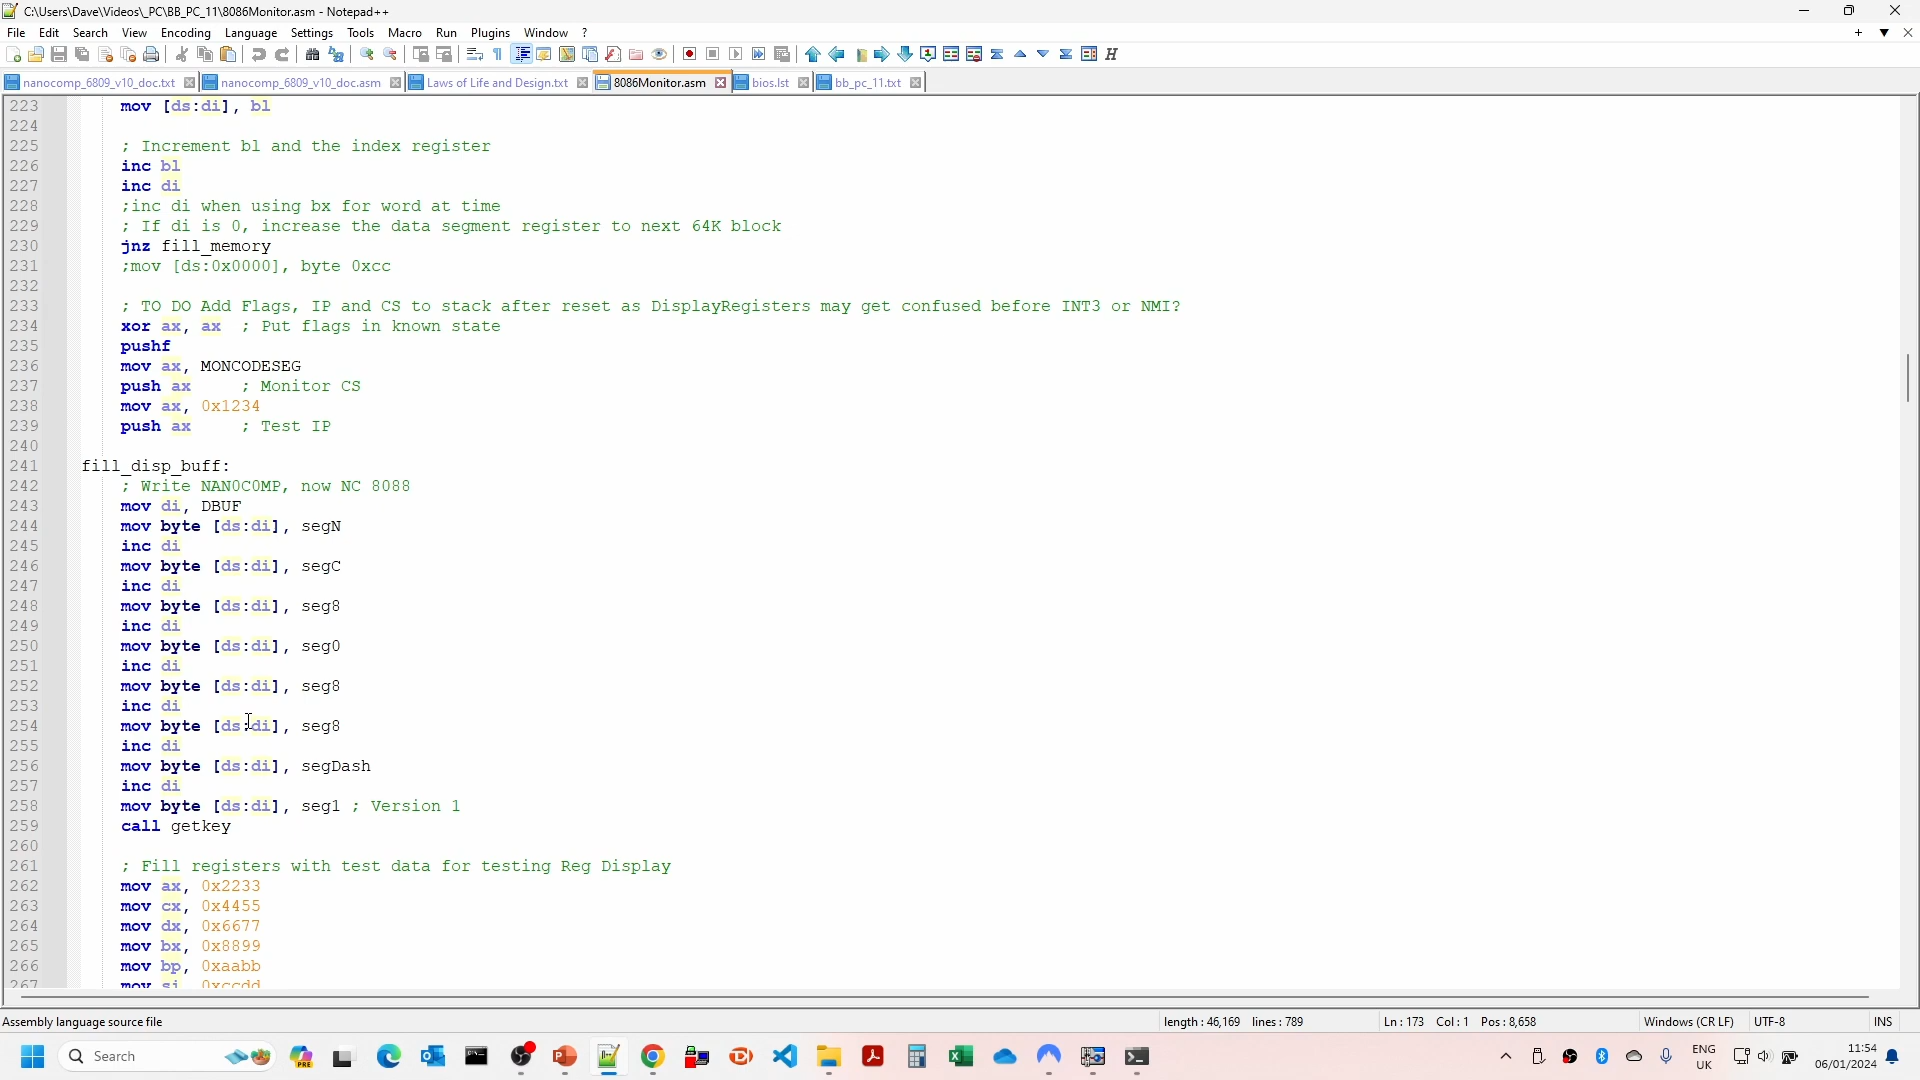 C:\Users\Dave\Videos\_PC\BB_PC_11\8086Monitor.asm - Notepad++
File Edit Search View Encoding Language Settings Tools Macro Run Plugins Window ?
nanocomp_6809_v10_doc.txt nanocomp_6809_v10_doc.asm Laws of Life and Design.txt 8086Monitor.asm bios.lst bb_pc_11.txt
223 mov [ds:di], bl
224
225 ; Increment bl and the index register
226 inc bl
227 inc di
228 ;inc di when using bx for word at time
229 ; If di is 0, increase the data segment register to next 64K block
230 jnz fill_memory
231 ;mov [ds:0x0000], byte 0xcc
232
233 ; TO DO Add Flags, IP and CS to stack after reset as DisplayRegisters may get confused before INT3 or NMI?
234 xor ax, ax ; Put flags in known state
235 pushf
236 mov ax, MONCODESEG
237 push ax ; Monitor CS
238 mov ax, 0x1234
239 push ax ; Test IP
240
241 fill_disp_buff:
242 ; Write NAN0C0MP, now NC 8088
243 mov di, DBUF
244 mov byte [ds:di], segN
245 inc di
246 mov byte [ds:di], segC
247 inc di
248 mov byte [ds:di], seg8
249 inc di
250 mov byte [ds:di], seg0
251 inc di
252 mov byte [ds:di], seg8
253 inc di
254 mov byte [ds:di], seg8
255 inc di
256 mov byte [ds:di], segDash
257 inc di
258 mov byte [ds:di], seg1 ; Version 1
259 call getkey
260
261 ; Fill registers with test data for testing Reg Display
262 mov ax, 0x2233
263 mov cx, 0x4455
264 mov dx, 0x6677
265 mov bx, 0x8899
266 mov bp, 0xaabb
267 mov si 0xccdd
Assembly language source file length : 46,169 lines : 789 Ln : 173 Col : 1 Pos : 8,658 Windows (CR LF) UTF-8 INS
Search ENG UK 11:54 06/01/2024